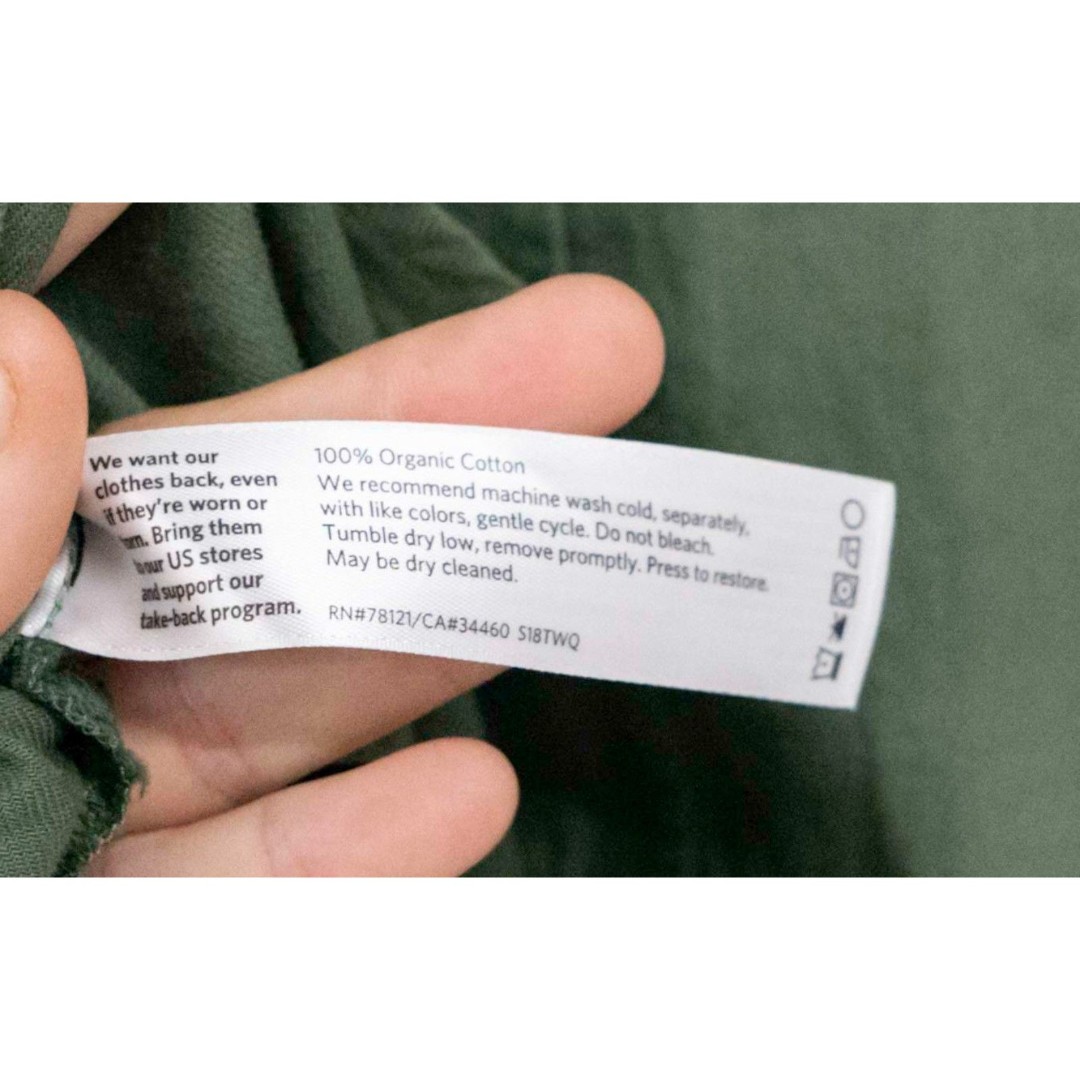 We want our
clothes back, even
if they're worn or
Bring them
our US stores
and support our
take-back program.
100% Organic Cotton
We recommend machine wash cold, separately,
with like colors, gentle cycle. Do not bleach.
Tumble dry low, remove promptly. Press to restore.
May be dry cleaned.
RN#78121/CA#34460 S18TWQ